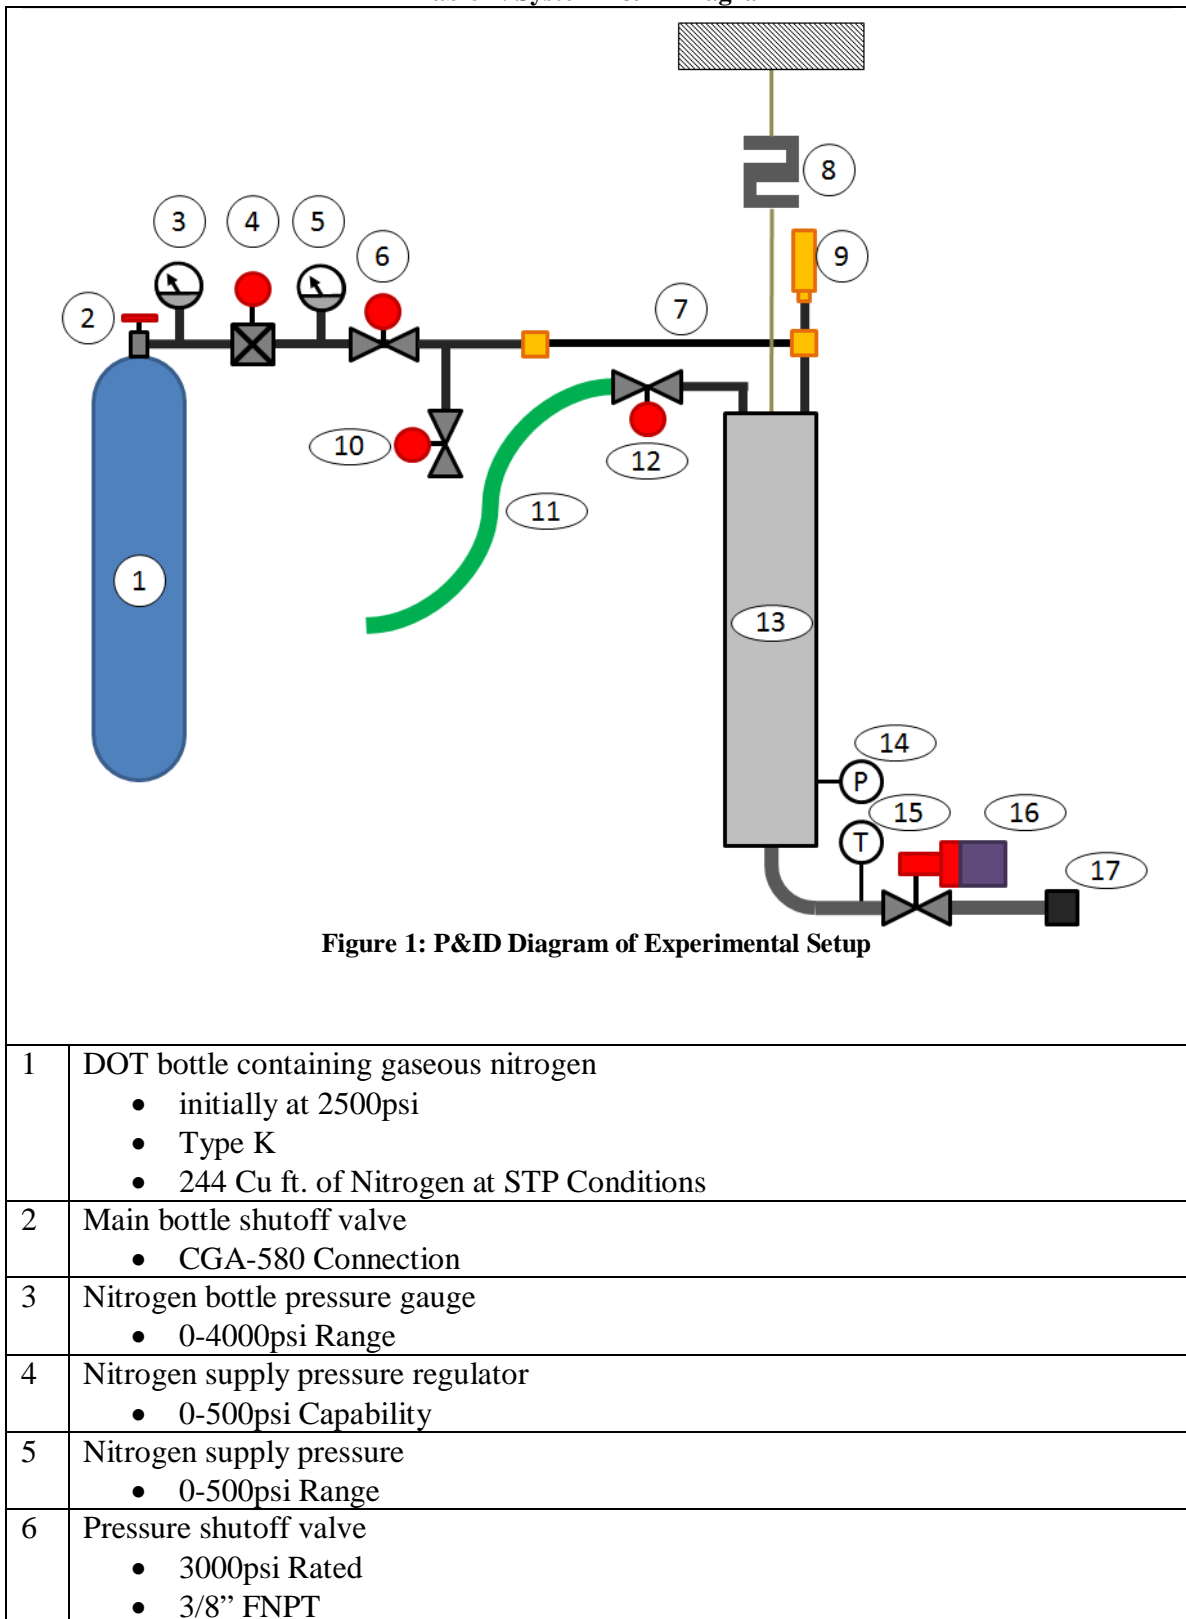 3
4
5
6
2
7
8
9
10
11
12
1
13
14
P
15
16
T
17
Figure 1: P&ID Diagram of Experimental Setup
1 DOT bottle containing gaseous nitrogen
• initially at 2500psi
• Type K
• 244 Cu ft. of Nitrogen at STP Conditions
2 Main bottle shutoff valve
• CGA-580 Connection
3 Nitrogen bottle pressure gauge
• 0-4000psi Range
4 Nitrogen supply pressure regulator
• 0-500psi Capability
5 Nitrogen supply pressure
• 0-500psi Range
6 Pressure shutoff valve
• 3000psi Rated
• 3/8” FNPT